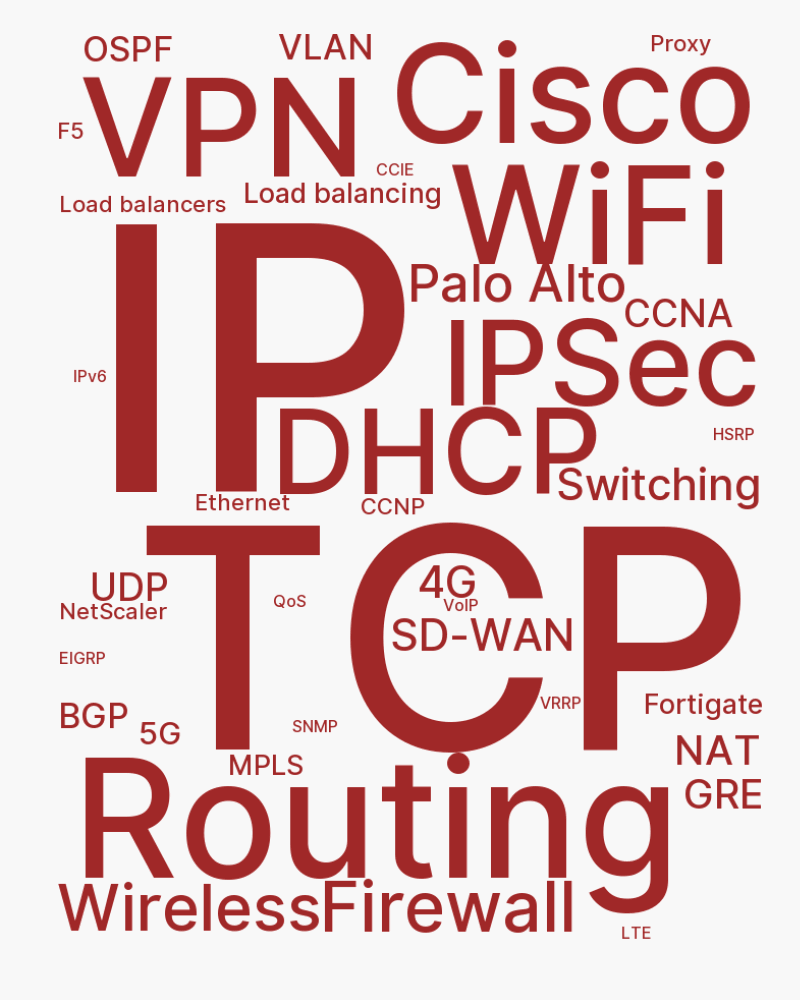 OSPF
VLAN
Cisco
Proxy
VPN
F5
CCIE
WiFi
Load balancers
Load balancing
IP
Palo Alto
CCNA
IPSec
IPv6
DHCP
HSRP
Switching
Ethernet
CCNP
TCP
UDP
4G
QoS
VoIP
NetScaler
SD-WAN
EIGRP
BGP
5G
SNMP
VRRP
Fortigate
NAT
MPLS
Routing
GRE
Wireless
Firewall
LTE